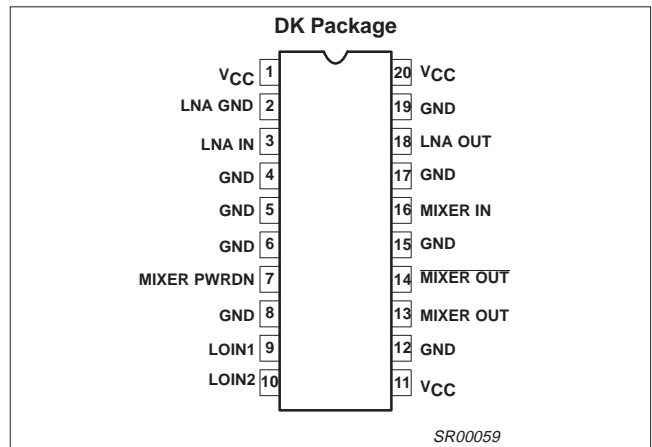 DK Package
VCC 1 20 VCC
LNA GND 2 19 GND
LNA IN 3 18 LNA OUT
GND 4 17 GND
GND 5 16 MIXER IN
GND 6 15 GND
MIXER PWRDN 7 14 MIXER OUT
GND 8 13 MIXER OUT
LOIN1 9 12 GND
LOIN2 10 11 VCC
SR00059